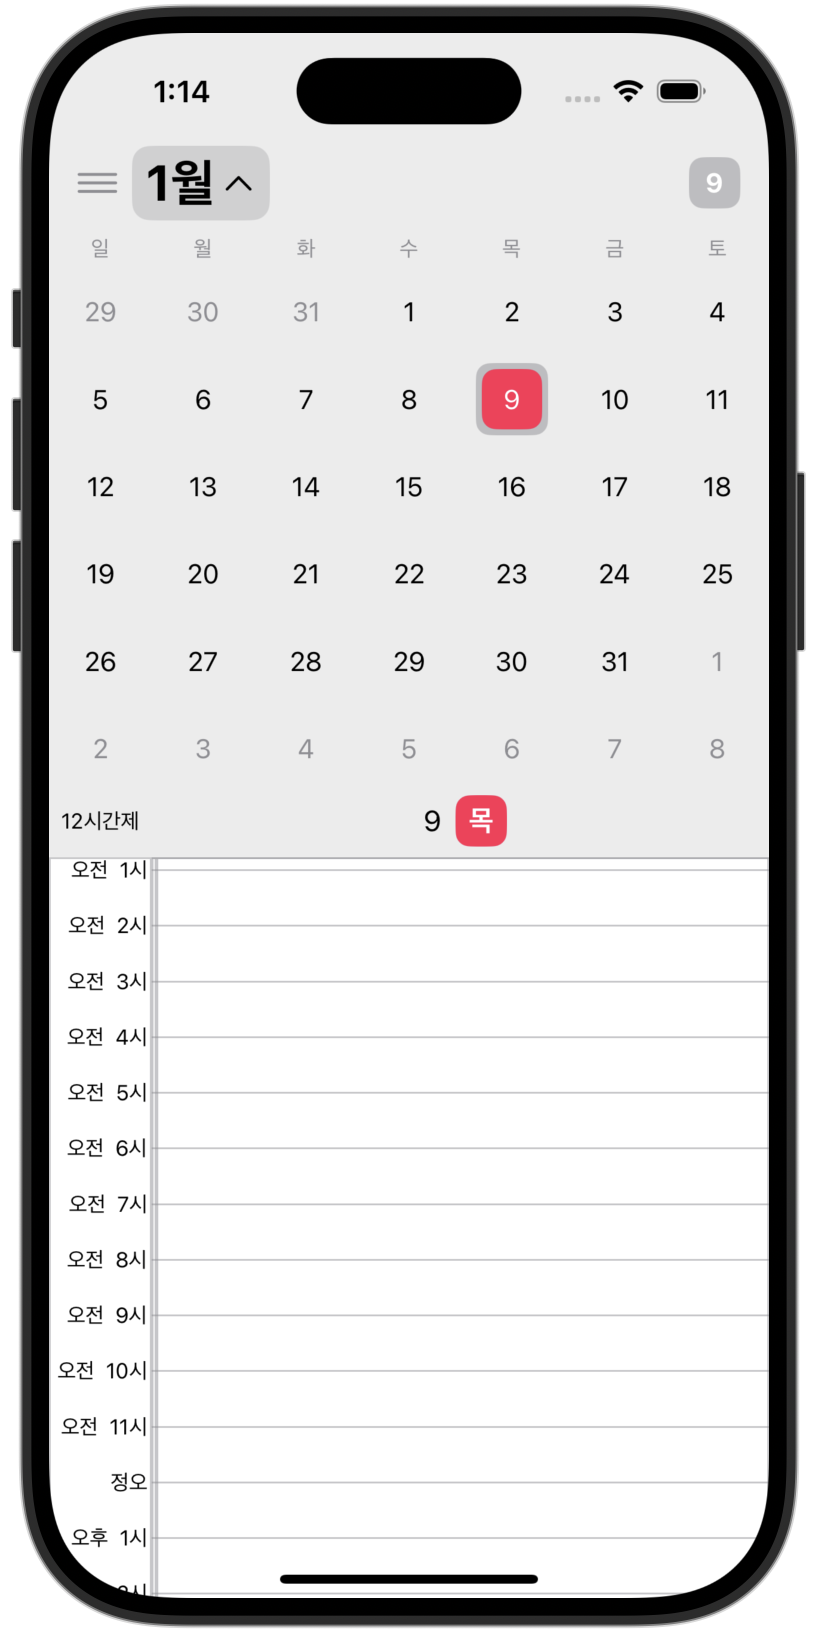 1:14
1월 9
일 월 화 수 목 금 토
29 30 31 1 2 3 4
5 6 7 8 9 10 11
12 13 14 15 16 17 18
19 20 21 22 23 24 25
26 27 28 29 30 31 1
2 3 4 5 6 7 8
12시간제 9 목
오전 1시
오전 2시
오전 3시
오전 4시
오전 5시
오전 6시
오전 7시
오전 8시
오전 9시
오전 10시
오전 11시
정오
오후 1시